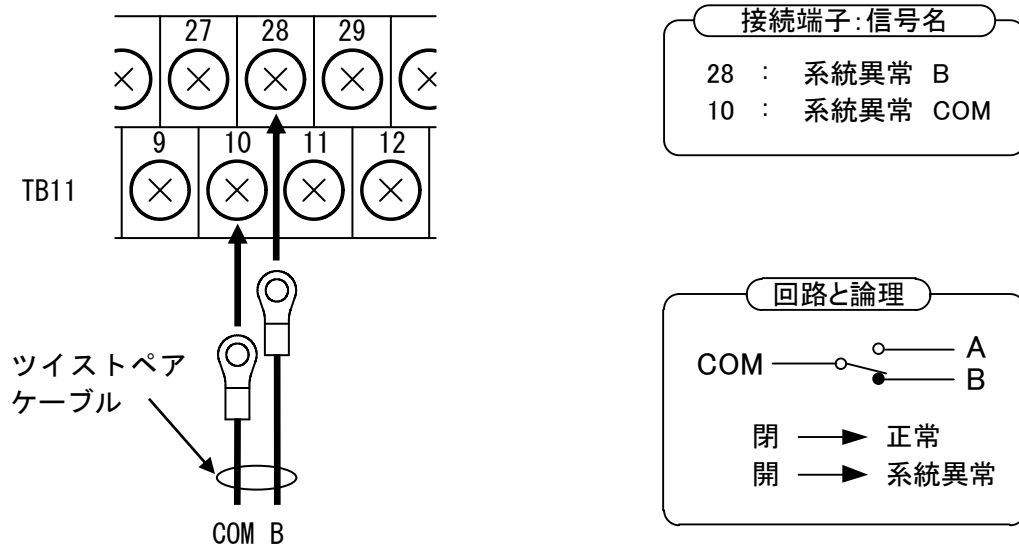 27 28 29
9 10 11 12
TB11
ツイストペア
ケーブル
COM B
接続端子:信号名
28 : 系統異常 B
10 : 系統異常 COM
回路と論理
COM
A
B
閉 正常
開 系統異常